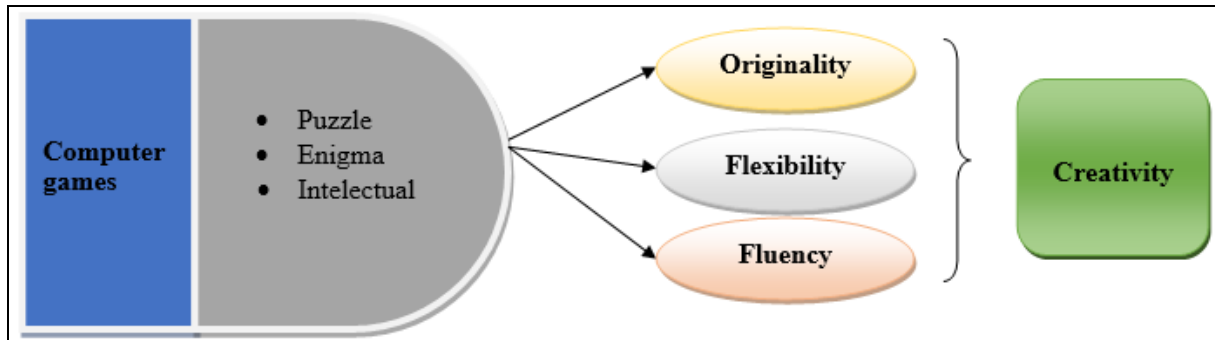 Computer
games
• Puzzle
• Enigma
• Intelectual
Originality
Flexibility
Fluency
Creativity